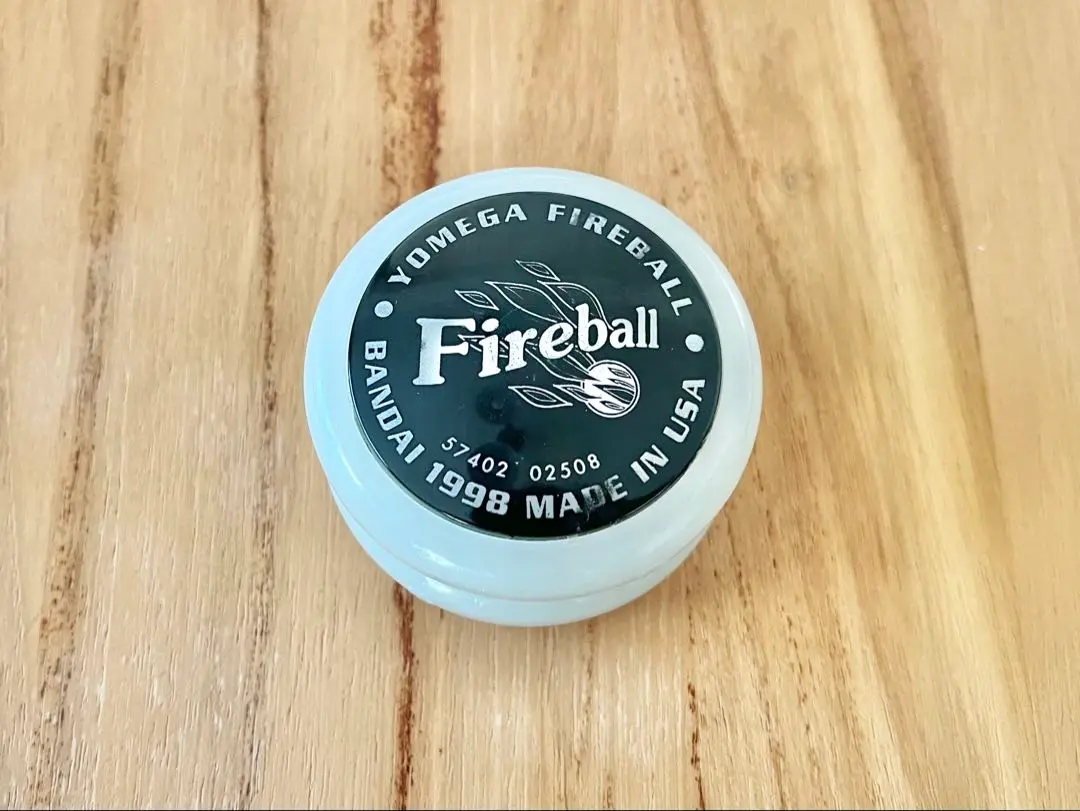 YOMEGA FIREBALL
Fireball
57402 02508
BANDAI 1998 MADE IN USA